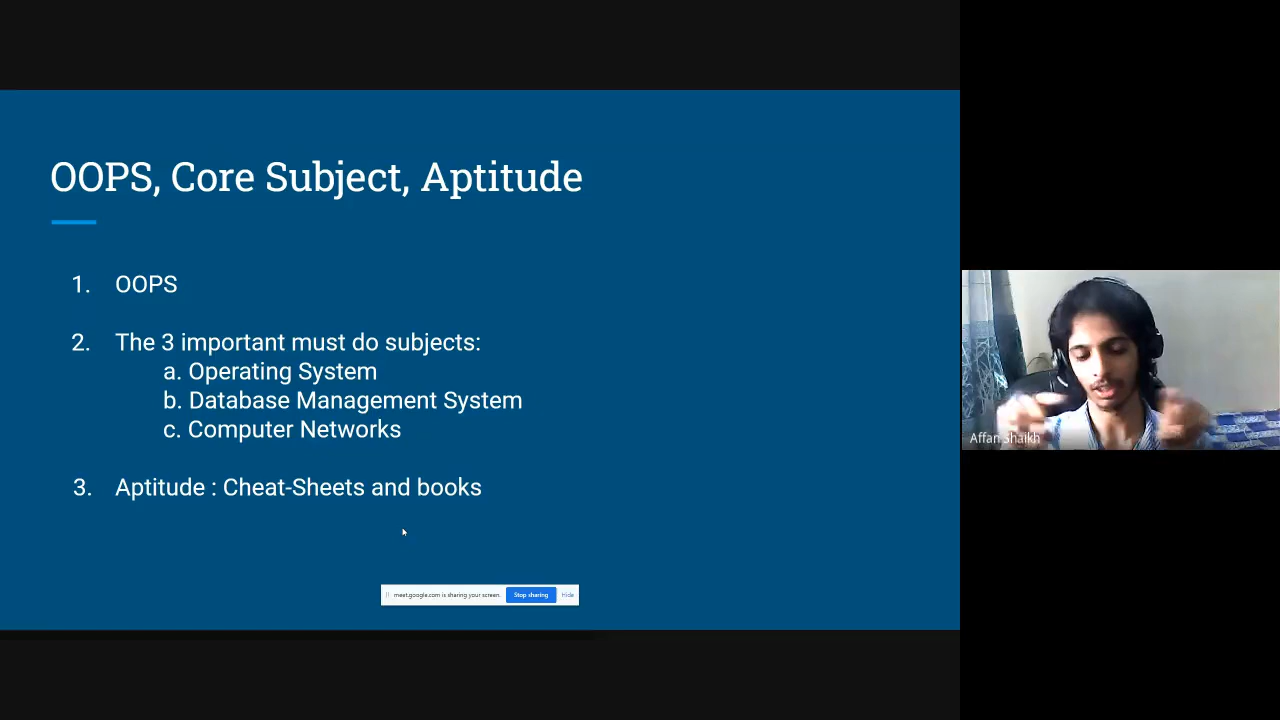 OOPS, Core Subject, Aptitude
1. OOPS
2. The 3 important must do subjects:
a. Operating System
b. Database Management System
c. Computer Networks
3. Aptitude : Cheat-Sheets and books
meet.google.com is sharing your screen. Stop sharing Hide
Affan Shaikh